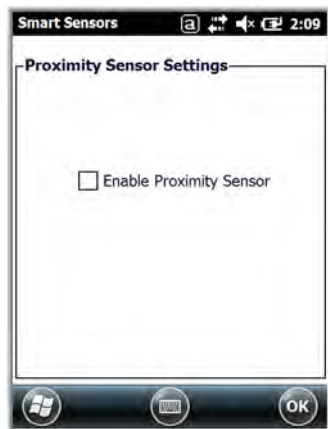 Smart Sensors a 2:09
Proximity Sensor Settings
Enable Proximity Sensor
OK